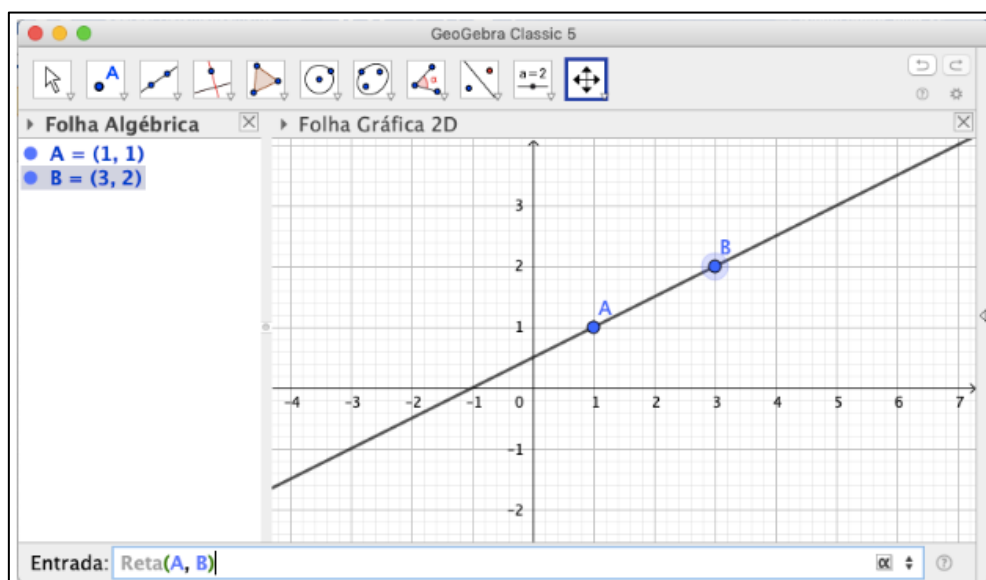 GeoGebra Classic 5
A
α
a=2
Folha Algébrica
Folha Gráfica 2D
A = (1, 1)
B = (3, 2)
3
B
2
A
1
-4 -3 -2 -1 0 1 2 3 4 5 6 7
-1
-2
Entrada: Reta(A, B)
α